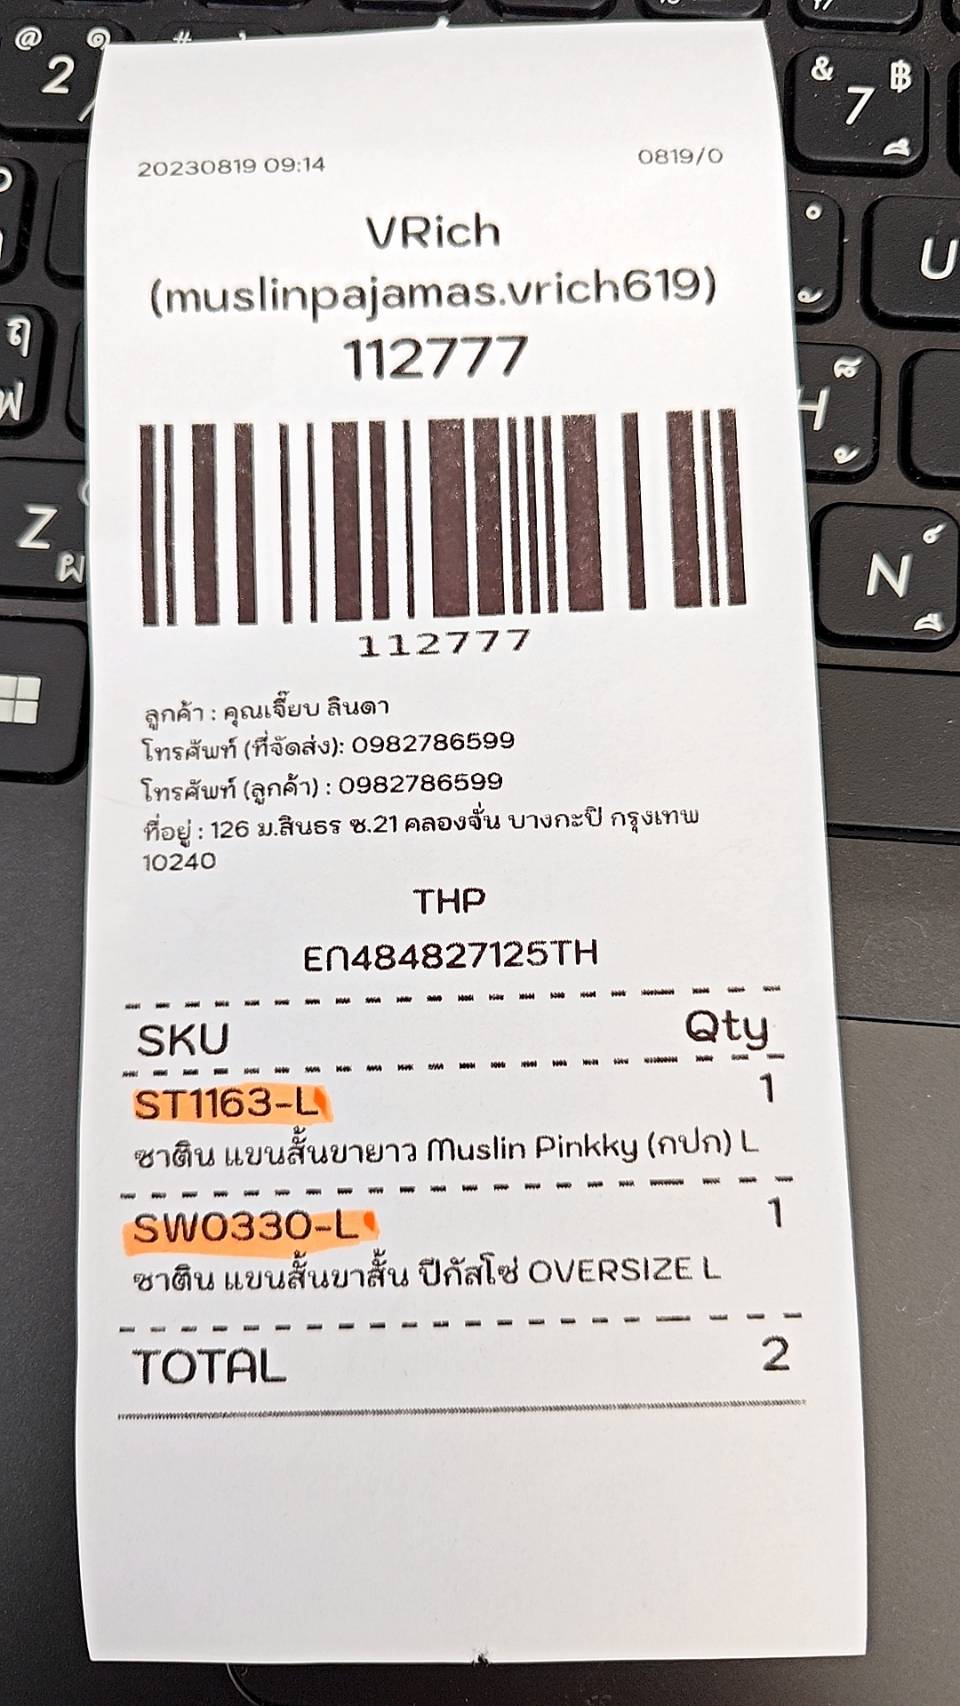 20230819 09:14 0819/0
VRich
(muslinpajamas.vrich619)
112777
112777
ลูกค้า : คุณเจี๊ยบ ลินดา
โทรศัพท์ (ที่จัดส่ง): 0982786599
โทรศัพท์ (ลูกค้า) : 0982786599
ที่อยู่ : 126 ม.สินธร ซ.21 คลองจั่น บางกะปิ กรุงเทพ
10240
THP
EN484827125TH
SKU Qty
ST1163-L 1
ซาติน แขนสั้นขายาว Muslin Pinkky (กปก) L
SW0330-L 1
ซาติน แขนสั้นขาสั้น ปีกัสโซ่ OVERSIZE L
TOTAL 2
@ ๑ 2 /
# 
& 7 ฿ ี
U
ฤ
ฟ
H ็ ้
Z ( ผ
N ์ ื